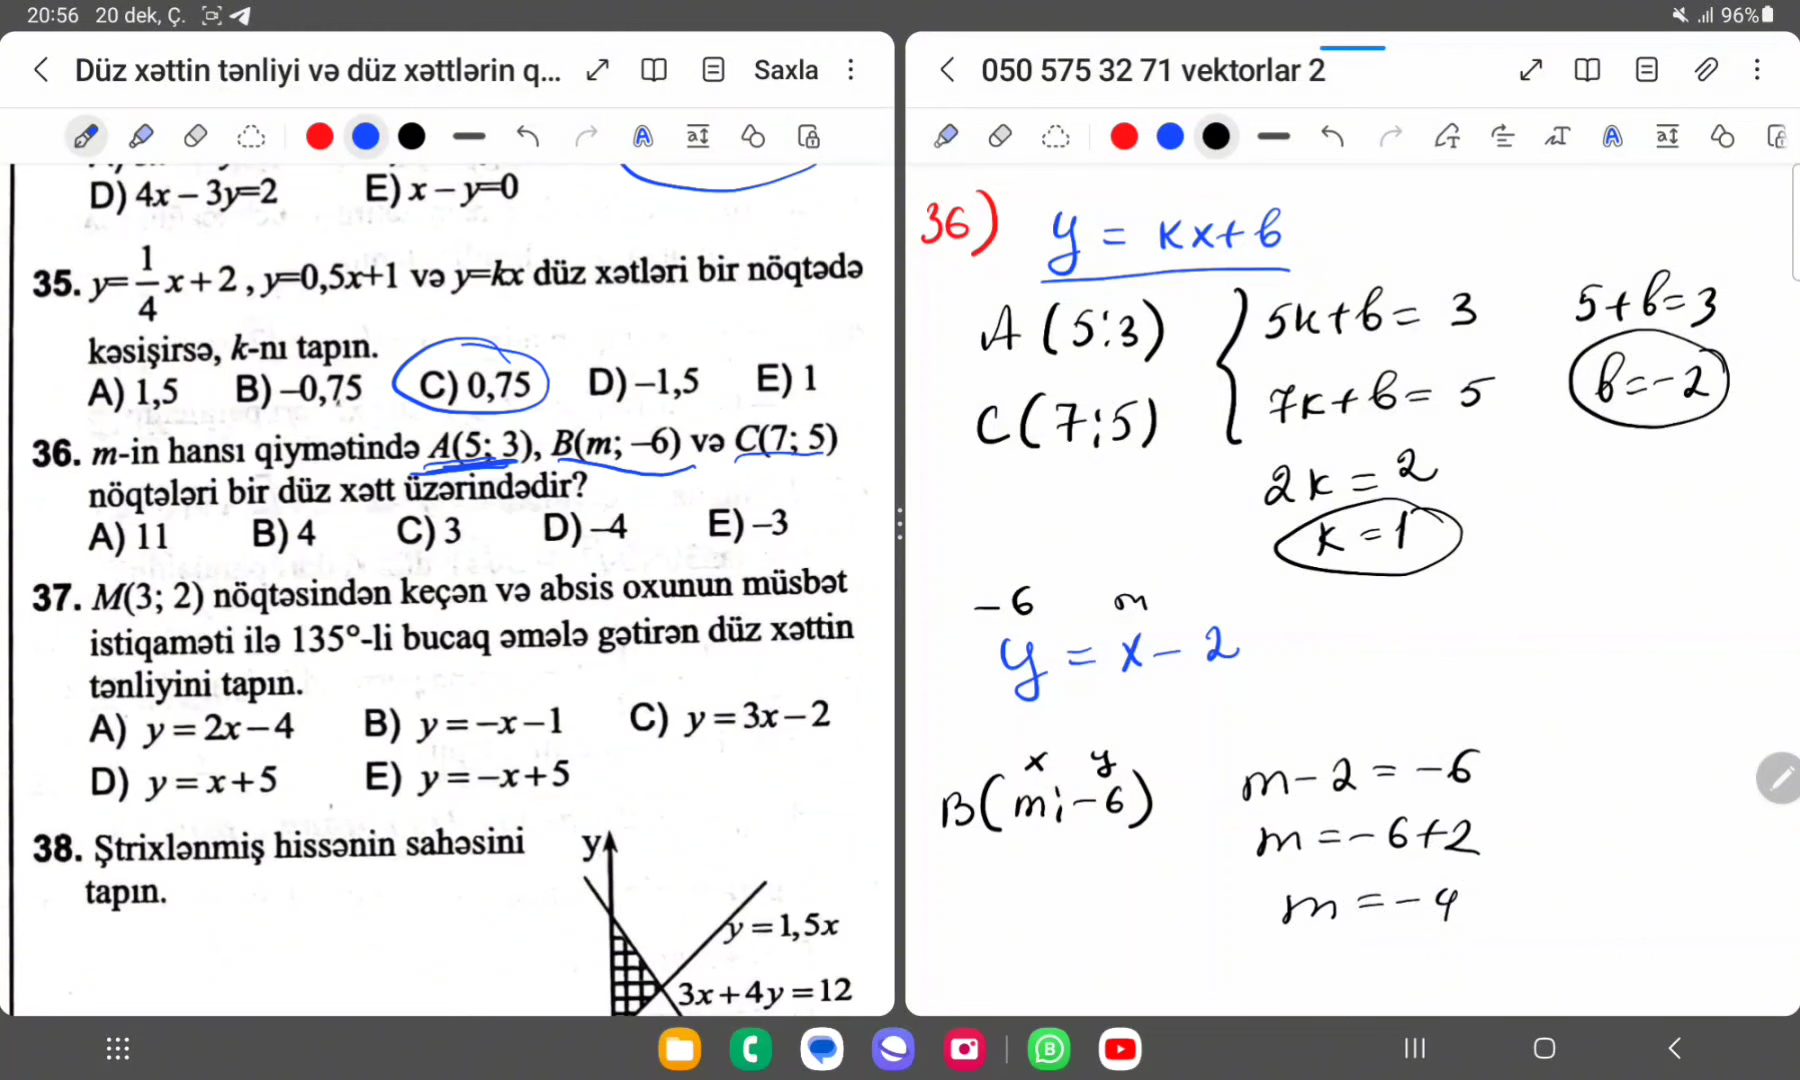 20:56 20 dek, Ç. 96%
Düz xəttin tənliyi və düz xəttlərin q... Saxla
D) 4x – 3y=2 E) x – y=0
35. y=1/4x+2, y=0,5x+1 və y=kx düz xətləri bir nöqtədə
kəsişirsə, k-nı tapın.
A) 1,5 B) –0,75 C) 0,75 D) –1,5 E) 1
36. m-in hansı qiymətində A(5; 3), B(m; –6) və C(7; 5)
nöqtələri bir düz xətt üzərindədir?
A) 11 B) 4 C) 3 D) –4 E) –3
37. M(3; 2) nöqtəsindən keçən və absis oxunun müsbət
istiqaməti ilə 135°-li bucaq əmələ gətirən düz xəttin
tənliyini tapın.
A) y = 2x – 4 B) y = –x – 1 C) y = 3x – 2
D) y = x + 5 E) y = –x + 5
38. Ştrixlənmiş hissənin sahəsini
tapın.
y
y = 1,5x
3x + 4y = 12
050 575 32 71 vektorlar 2
36) y = kx+b
A(5;3) 5k+b = 3 5+b=3
C(7;5) 7k+b = 5 b=-2
2k = 2
k = 1
-6 m
y = x - 2
x y
B(m;-6) m-2 = -6
m = -6+2
m = -4